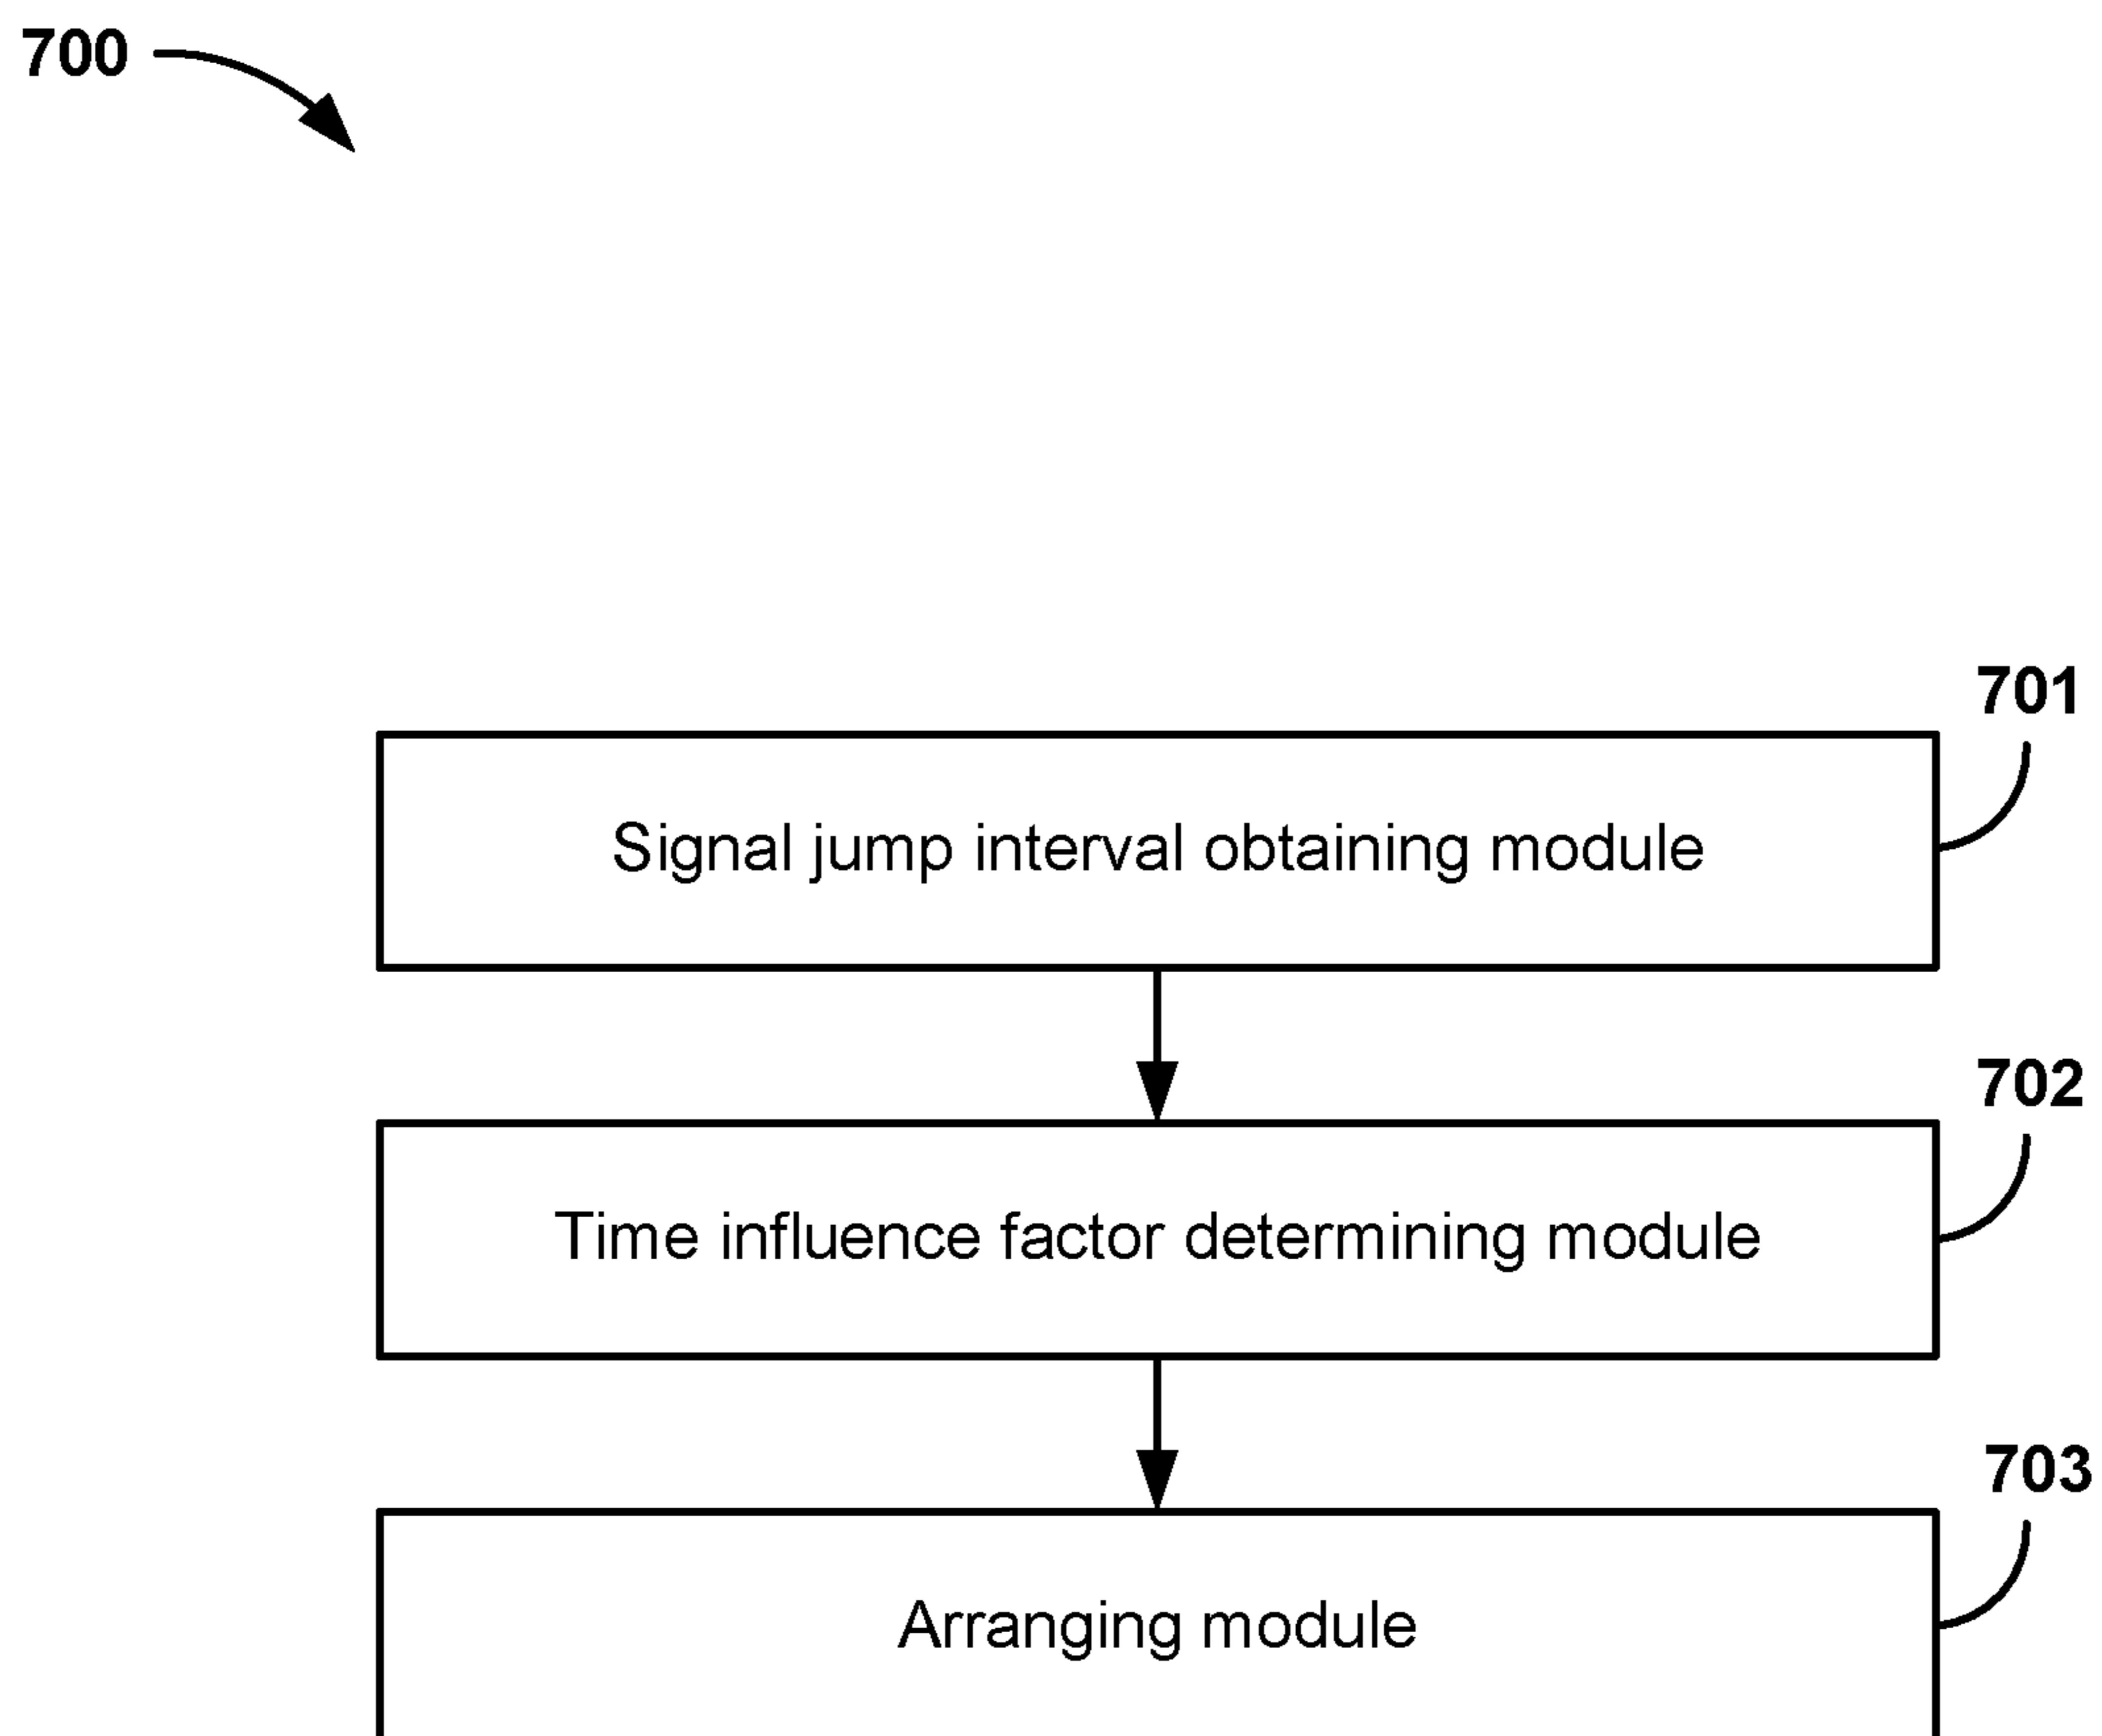 700
701
Signal jump interval obtaining module
702
Time influence factor determining module
703
Arranging module